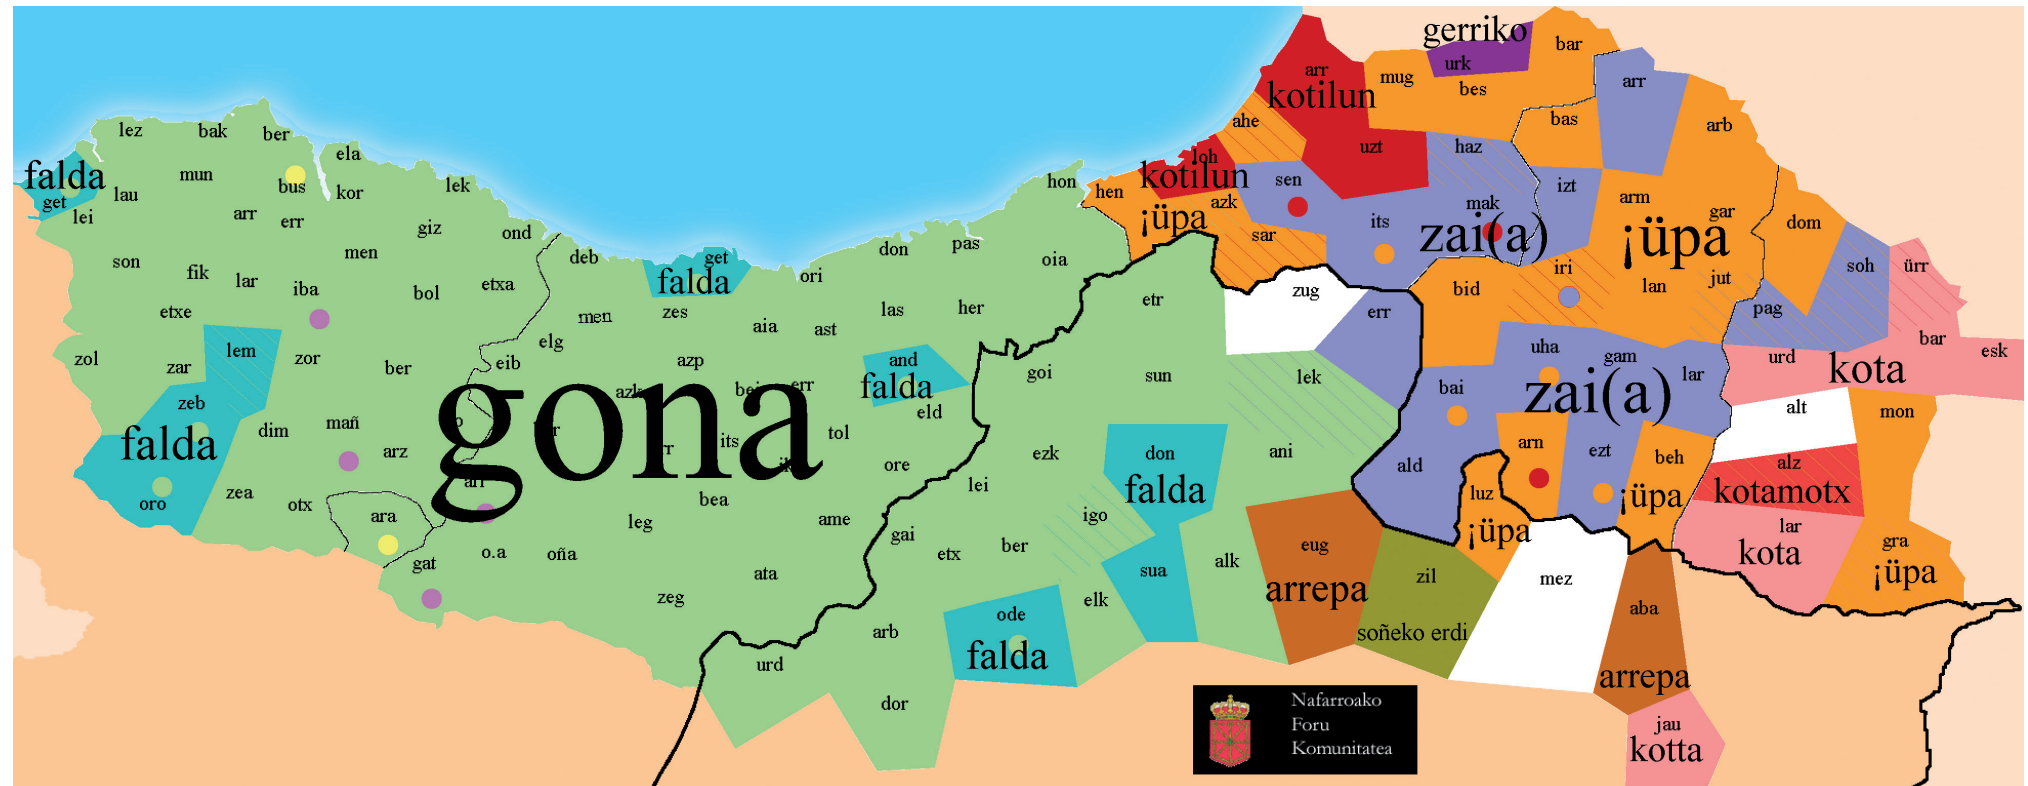 gerriko
bar
urk
arr
mug
bes
kotilun
arr
bas
arb
ahe
uzt
haz
lez
bak
ber
ela
loh
kotilun
falda
get
lei
lau
mun
bus
kor
lek
hon
hen
azk
sen
mak
izt
arm
gar
dom
arr
err
giz
ond
men
¡üpa
sar
its
zai(a)
¡üpa
soh
ürr
son
fik
lar
iba
bol
etxa
deb
get
falda
zes
ori
don
pas
oia
iri
lan
jut
bid
pag
etxe
men
elg
aia
ast
las
her
etr
zug
err
bar
esk
zol
zar
lem
zor
ber
eib
azp
and
falda
goi
sun
lek
uha
gam
lar
bai
zai(a)
urd
kota
zeb
falda
dim
mañ
arz
gona
its
tol
eld
ore
ezk
don
falda
ani
ald
arn
ezt
beh
¡üpa
alt
mon
alz
kotamotx
oro
zea
otx
ara
gat
o.a
oña
leg
bea
ame
ata
zeg
lei
gai
etx
ber
igo
sua
alk
eug
arrepa
luz
¡üpa
lar
kota
gra
¡üpa
zil
soñeko erdi
mez
aba
arrepa
elk
ode
falda
arb
urd
dor
jau
kotta
Nafarroako
Foru
Komunitatea